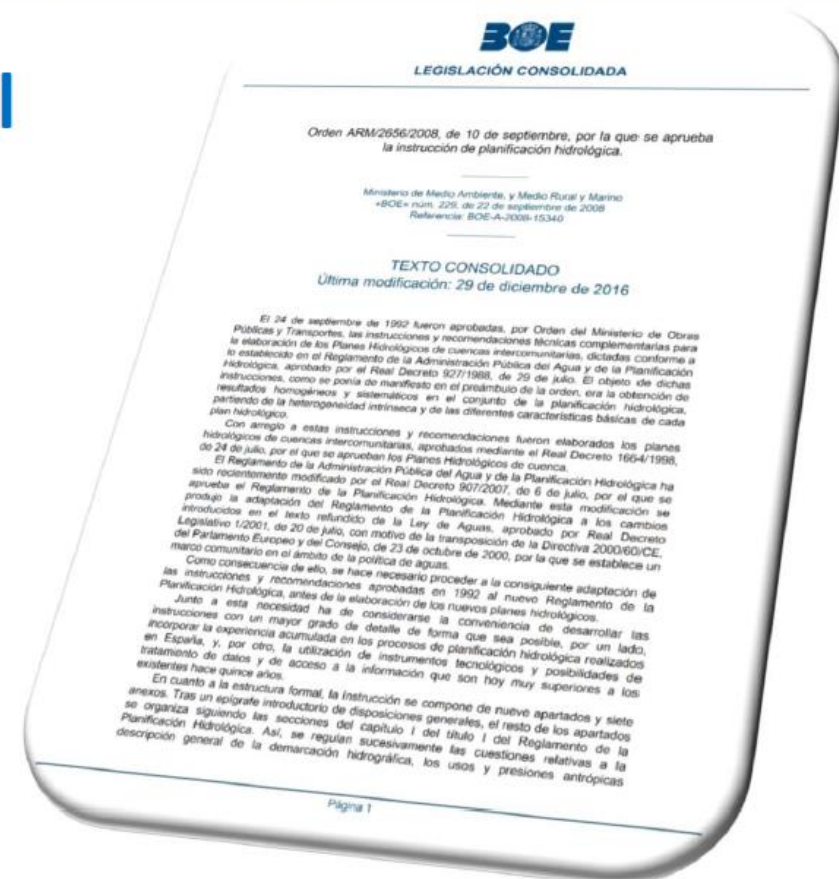 BOE
LEGISLACIÓN CONSOLIDADA
Orden ARM/2656/2008, de 10 de septiembre, por la que se aprueba
la instrucción de planificación hidrológica.
Ministerio de Medio Ambiente, y Medio Rural y Marino
«BOE» núm. 229, de 22 de septiembre de 2008
Referencia: BOE-A-2008-15340
TEXTO CONSOLIDADO
Última modificación: 29 de diciembre de 2016
El 24 de septiembre de 1992 fueron aprobadas, por Orden del Ministerio de Obras
Públicas y Transportes, las instrucciones y recomendaciones técnicas complementarias para
la elaboración de los Planes Hidrológicos de cuencas intercomunitarias, dictadas conforme a
lo establecido en el Reglamento de la Administración Pública del Agua y de la Planificación
Hidrológica, aprobado por el Real Decreto 927/1988, de 29 de julio. El objeto de dichas
instrucciones, como se ponía de manifiesto en el preámbulo de la orden, era la obtención de
resultados homogéneos y sistemáticos en el conjunto de la planificación hidrológica,
partiendo de la heterogeneidad intrínseca y de las diferentes características básicas de cada
plan hidrológico.
Con arreglo a estas instrucciones y recomendaciones fueron elaborados los planes
hidrológicos de cuencas intercomunitarias, aprobados mediante el Real Decreto 1664/1998,
de 24 de julio, por el que se aprueban los Planes Hidrológicos de cuenca.
El Reglamento de la Administración Pública del Agua y de la Planificación Hidrológica ha
sido recientemente modificado por el Real Decreto 907/2007, de 6 de julio, por el que se
aprueba el Reglamento de la Planificación Hidrológica. Mediante esta modificación se
produjo la adaptación del Reglamento de la Planificación Hidrológica a los cambios
introducidos en el texto refundido de la Ley de Aguas, aprobado por Real Decreto
Legislativo 1/2001, de 20 de julio, con motivo de la transposición de la Directiva 2000/60/CE,
del Parlamento Europeo y del Consejo, de 23 de octubre de 2000, por la que se establece un
marco comunitario en el ámbito de la política de aguas.
Como consecuencia de ello, se hace necesario proceder a la consiguiente adaptación de
las instrucciones y recomendaciones aprobadas en 1992 al nuevo Reglamento de la
Planificación Hidrológica, antes de la elaboración de los nuevos planes hidrológicos.
Junto a esta necesidad ha de considerarse la conveniencia de desarrollar las
instrucciones con un mayor grado de detalle de forma que sea posible, por un lado,
incorporar la experiencia acumulada en los procesos de planificación hidrológica realizados
en España, y, por otro, la utilización de instrumentos tecnológicos y posibilidades de
tratamiento de datos y de acceso a la información que son hoy muy superiores a los
existentes hace quince años.
En cuanto a la estructura formal, la Instrucción se compone de nueve apartados y siete
anexos. Tras un epígrafe introductorio de disposiciones generales, el resto de los apartados
se organiza siguiendo las secciones del capítulo I del título I del Reglamento de la
Planificación Hidrológica. Así, se regulan sucesivamente las cuestiones relativas a la
descripción general de la demarcación hidrográfica, los usos y presiones antrópicas
Página 1